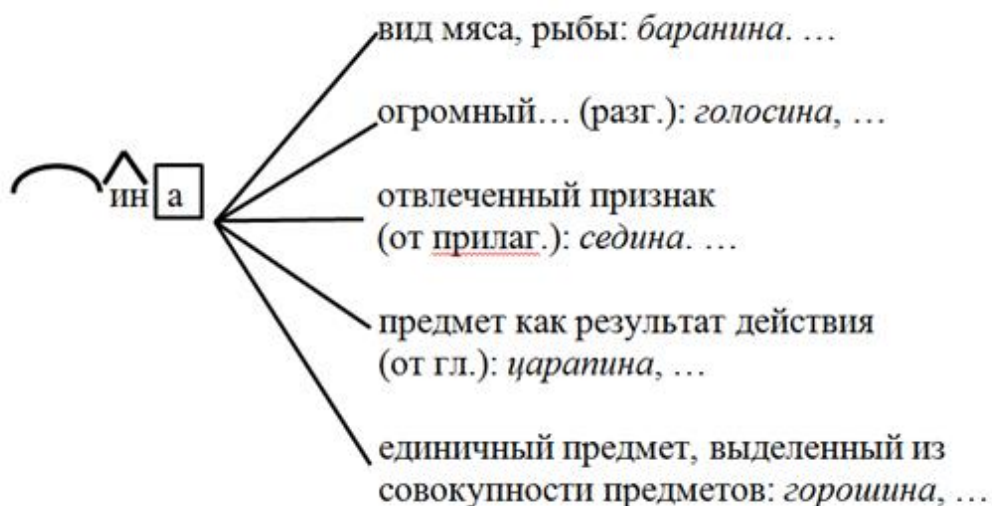 вид мяса, рыбы: баранина. …
огромный… (разг.): голосина, …
ин а
отвлеченный признак
(от прилаг.): седина. …
предмет как результат действия
(от гл.): царапина, …
единичный предмет, выделенный из
совокупности предметов: горошина, …